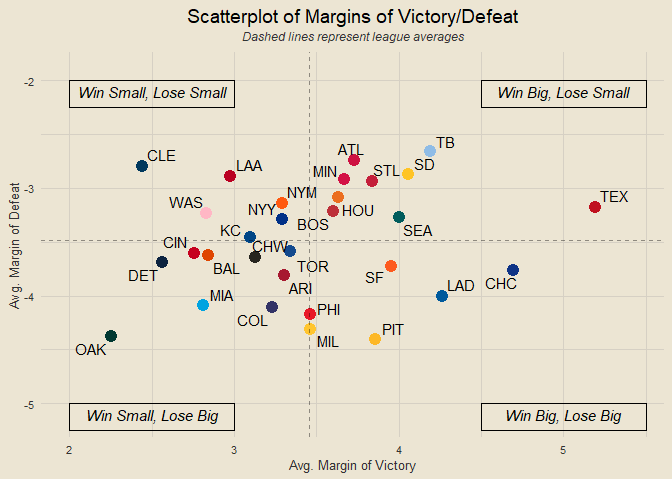 Scatterplot of Margins of Victory/Defeat
Dashed lines represent league averages
-2
Win Small, Lose Small
Win Big, Lose Small
TB
ATL
CLE
SD
LAA
MIN
STL
-3
NYM
TEX
WAS
NYY
HOU
BOS
SEA
KC
CIN
CHW
BAL
TOR
DET
SF
CHC
ARI
LAD
MIA
-4
PHI
COL
PIT
MIL
OAK
-5
Win Small, Lose Big
Win Big, Lose Big
2
3
4
5
Avg. Margin of Victory
Avg. Margin of Defeat